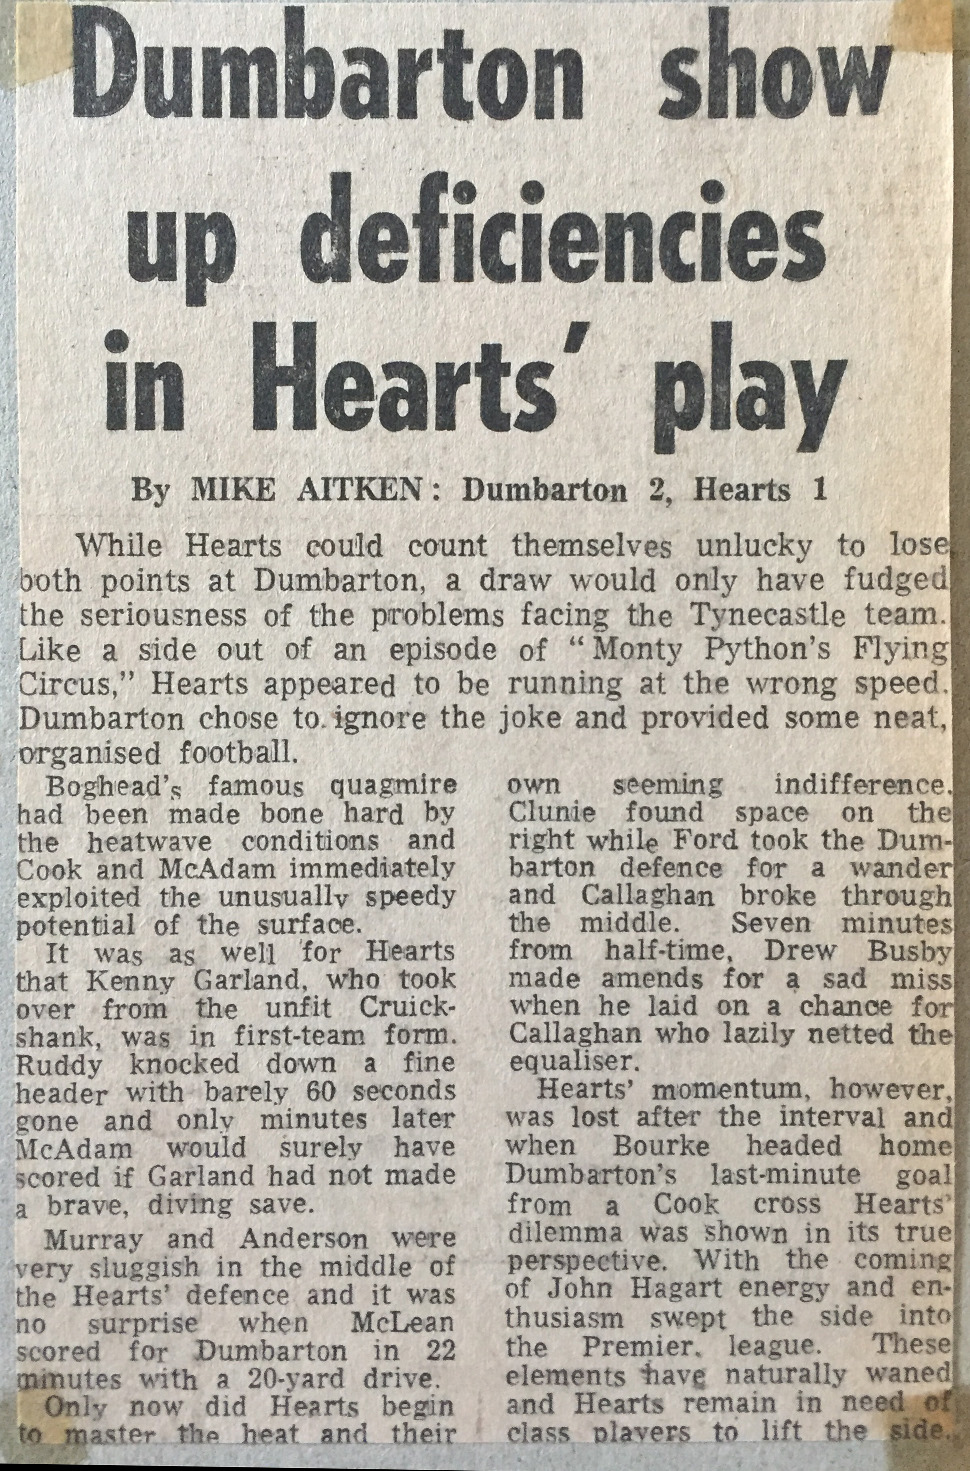 Dumbarton show
up deficiencies
in Hearts' play
By MIKE AITKEN: Dumbarton 2, Hearts 1
While Hearts could count themselves unlucky to lose
both points at Dumbarton, a draw would only have fudged
the seriousness of the problems facing the Tynecastle team.
Like a side out of an episode of "Monty Python's Flying
Circus," Hearts appeared to be running at the wrong speed.
Dumbarton chose to ignore the joke and provided some neat,
organised football.
Boghead's famous quagmire
had been made bone hard by
the heatwave conditions and
Cook and McAdam immediately
exploited the unusually speedy
potential of the surface.
It was as well for Hearts
that Kenny Garland, who took
over from the unfit Cruick-
shank, was in first-team form.
Ruddy knocked down a fine
header with barely 60 seconds
gone and only minutes later
McAdam would surely have
scored if Garland had not made
a brave, diving save.
Murray and Anderson were
very sluggish in the middle of
the Hearts' defence and it was
no surprise when McLean
scored for Dumbarton in 22
minutes with a 20-yard drive.
Only now did Hearts begin
to master the heat and their
own seeming indifference.
Clunie found space on the
right while Ford took the Dum-
barton defence for a wander
and Callaghan broke through
the middle. Seven minutes
from half-time, Drew Busby
made amends for a sad miss
when he laid on a chance for
Callaghan who lazily netted the
equaliser.
Hearts' momentum, however,
was lost after the interval and
when Bourke headed home
Dumbarton's last-minute goal
from a Cook cross Hearts'
dilemma was shown in its true
perspective. With the coming
of John Hagart energy and en-
thusiasm swept the side into
the Premier. league. These
elements have naturally waned
and Hearts remain in need of
class players to lift the side.